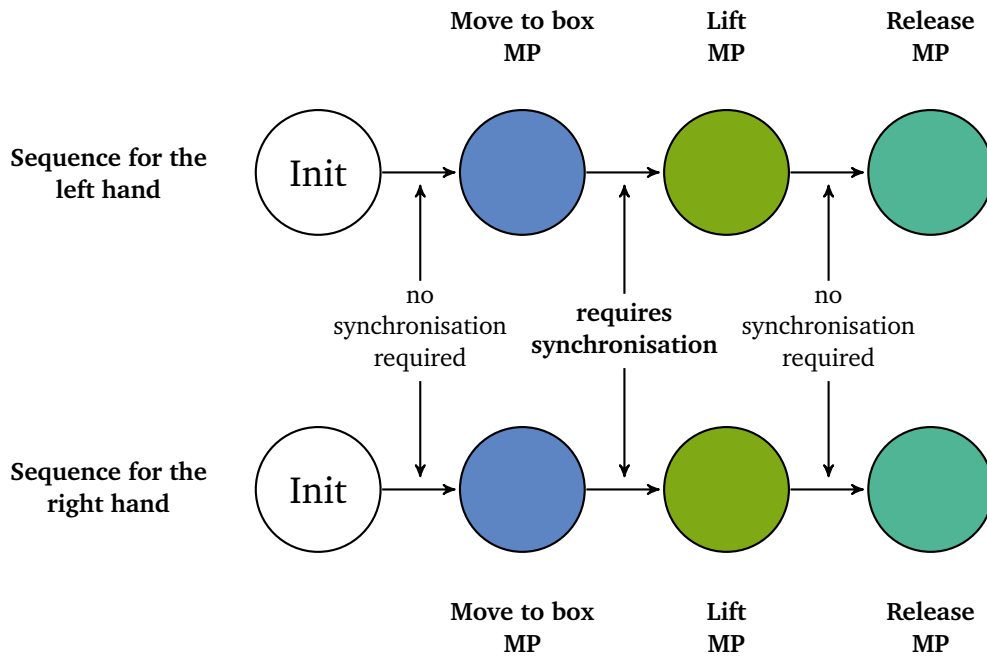 Move to box
MP
Lift
MP
Release
MP
Sequence for the
left hand
Init
no
synchronisation
required
requires
synchronisation
no
synchronisation
required
Sequence for the
right hand
Init
Move to box
MP
Lift
MP
Release
MP